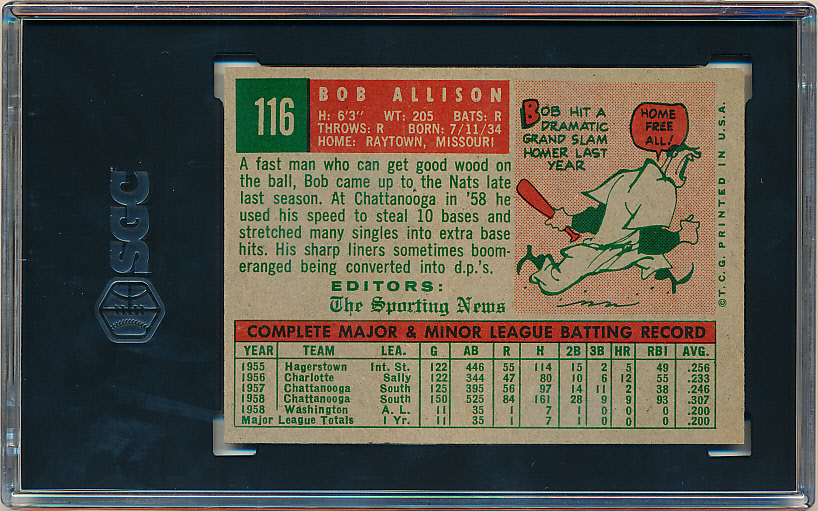 SGC
116
BOB ALLISON
H: 6'3" WT: 205 BATS: R
THROWS: R BORN: 7/11/34
HOME: RAYTOWN, MISSOURI
A fast man who can get good wood on
the ball, Bob came up to the Nats late
last season. At Chattanooga in '58 he
used his speed to steal 10 bases and
stretched many singles into extra base
hits. His sharp liners sometimes boom-
eranged being converted into d.p.'s.
EDITORS:
The Sporting News
BOB HIT A
DRAMATIC
GRAND SLAM
HOMER LAST
YEAR
HOME
FREE
ALL!
©T.C.G. PRINTED IN U.S.A.
COMPLETE MAJOR & MINOR LEAGUE BATTING RECORD
YEAR TEAM LEA. G AB R H 2B 3B HR RBI AVG.
1955 Hagerstown Int. St. 122 446 55 114 15 2 5 49 .256
1956 Charlotte Sally 122 344 47 80 10 6 12 55 .233
1957 Chattanooga South 125 395 56 97 14 11 2 38 .246
1958 Chattanooga South 150 525 84 161 28 9 9 93 .307
1958 Washington A. L. 11 35 1 7 1 0 0 0 .200
Major League Totals 1 Yr. 11 35 1 7 1 0 0 0 .200